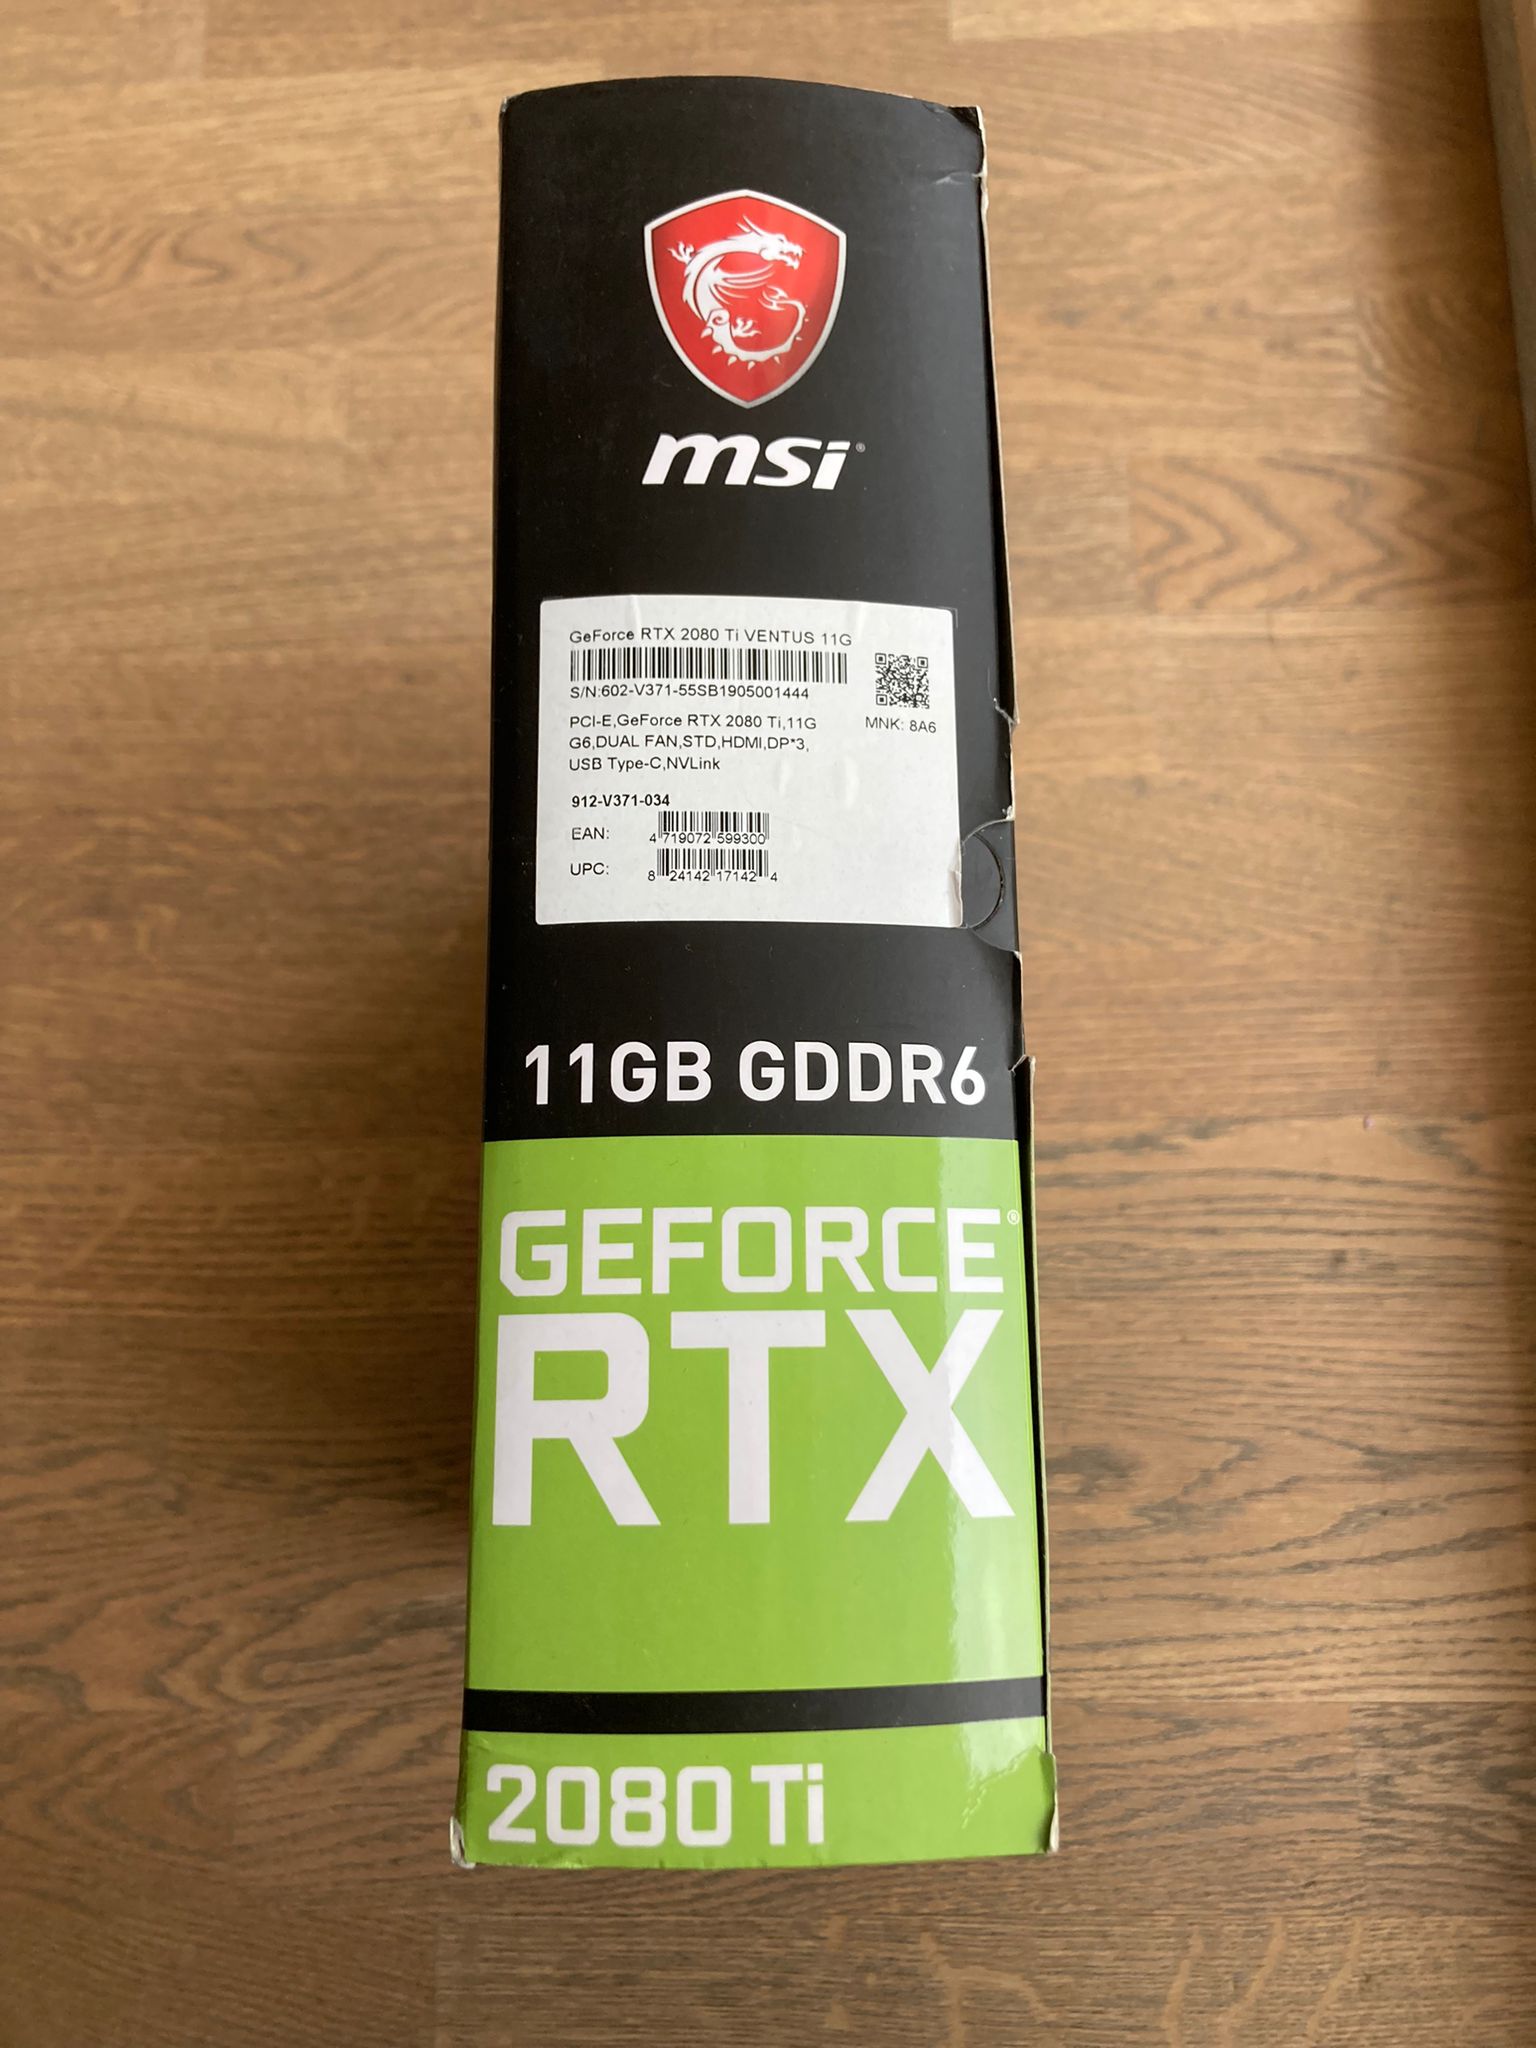 msi®
GeForce RTX 2080 Ti VENTUS 11G
S/N:602-V371-55SB1905001444
PCI-E,GeForce RTX 2080 Ti,11G
MNK: 8A6
G6,DUAL FAN,STD,HDMI,DP*3,
USB Type-C,NVLink
912-V371-034
EAN: 4 719072 599300
UPC: 8 24142 17142 4
11GB GDDR6
GEFORCE®
RTX
2080 Ti